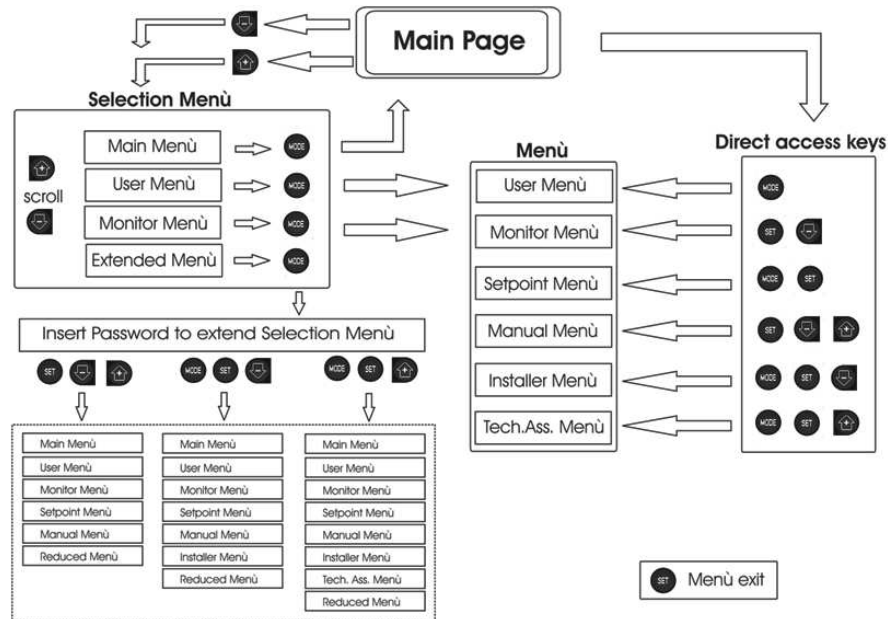 Main Page
Selection Menù
Main Menù
MODE
User Menù
MODE
scroll
Monitor Menù
MODE
Extended Menù
MODE
Insert Password to extend Selection Menù
SET
MODE SET
MODE SET
Main Menù
User Menù
Monitor Menù
Setpoint Menù
Manual Menù
Reduced Menù
Main Menù
User Menù
Monitor Menù
Setpoint Menù
Manual Menù
Installer Menù
Reduced Menù
Main Menù
User Menù
Monitor Menù
Setpoint Menù
Manual Menù
Installer Menù
Tech. Ass. Menù
Reduced Menù
Menù
User Menù
Monitor Menù
Setpoint Menù
Manual Menù
Installer Menù
Tech.Ass. Menù
Direct access keys
MODE
SET
MODE SET
SET
MODE SET
MODE SET
SET Menù exit